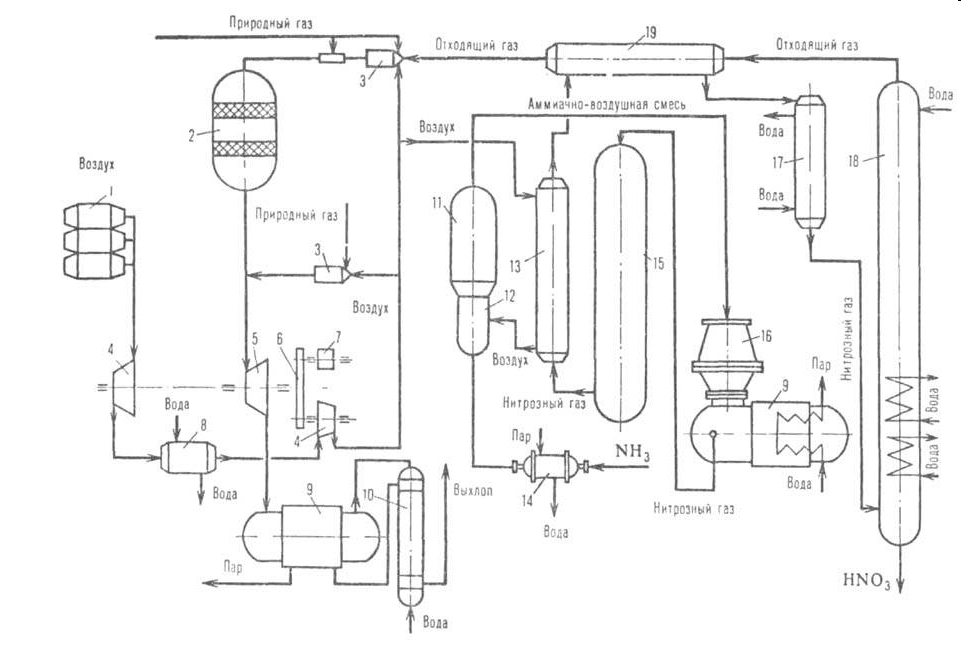 Природный газ
Отходящий газ
19
Отходящий газ
3
Аммиачно-воздушная смесь
Вода
2
Воздух
Вода
17
18
Воздух
1
11
Природный газ
13
15
Вода
3
12
Воздух
Воздух
16
Нитрозный газ
4
5
6
7
Пар
9
Вода
8
4
Нитрозный газ
Пар
NH3
Вода
Вода
Вода
9
10
Выхлоп
14
Вода
Нитрозный газ
Вода
Пар
Вода
HNO3